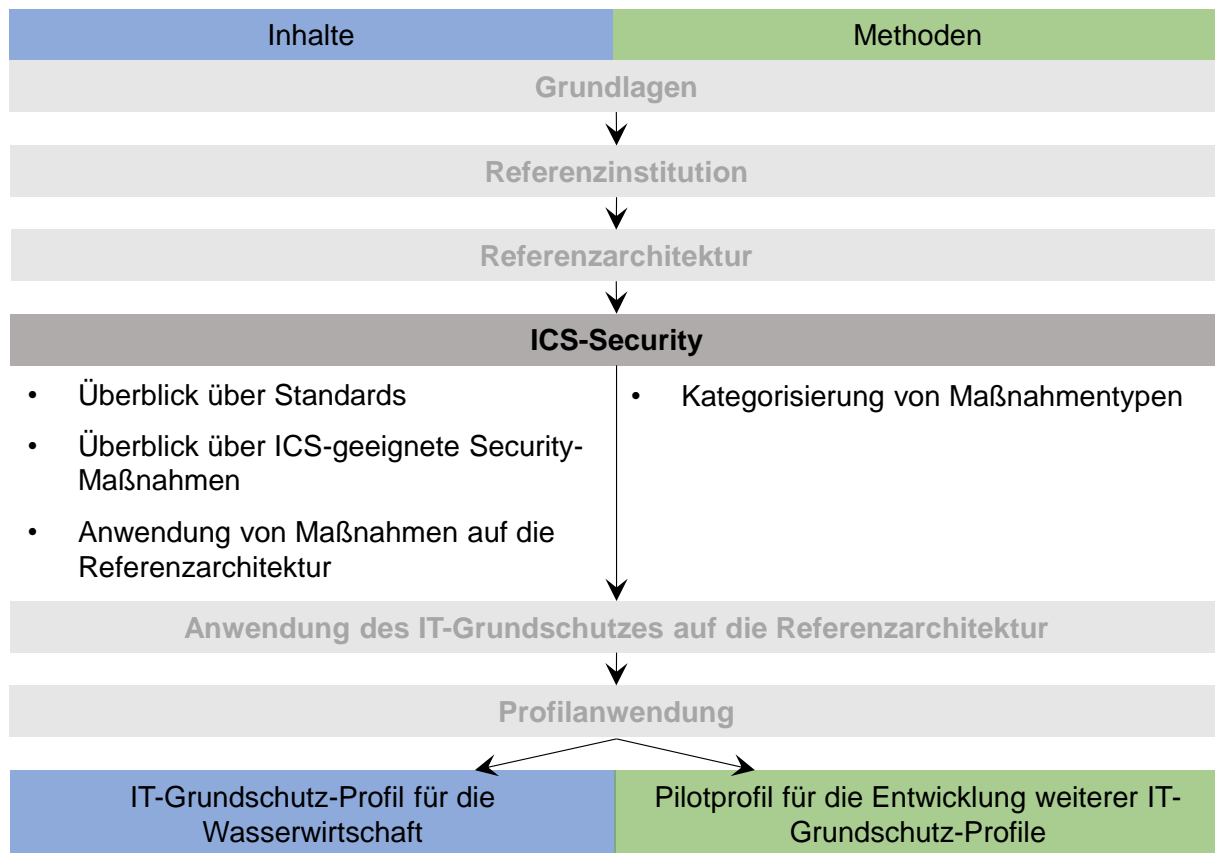 Inhalte
Methoden
Grundlagen
Referenzinstitution
Referenzarchitektur
ICS-Security
• Überblick über Standards
• Überblick über ICS-geeignete Security-
Maßnahmen
• Anwendung von Maßnahmen auf die
Referenzarchitektur
• Kategorisierung von Maßnahmentypen
Anwendung des IT-Grundschutzes auf die Referenzarchitektur
Profilanwendung
IT-Grundschutz-Profil für die
Wasserwirtschaft
Pilotprofil für die Entwicklung weiterer IT-
Grundschutz-Profile